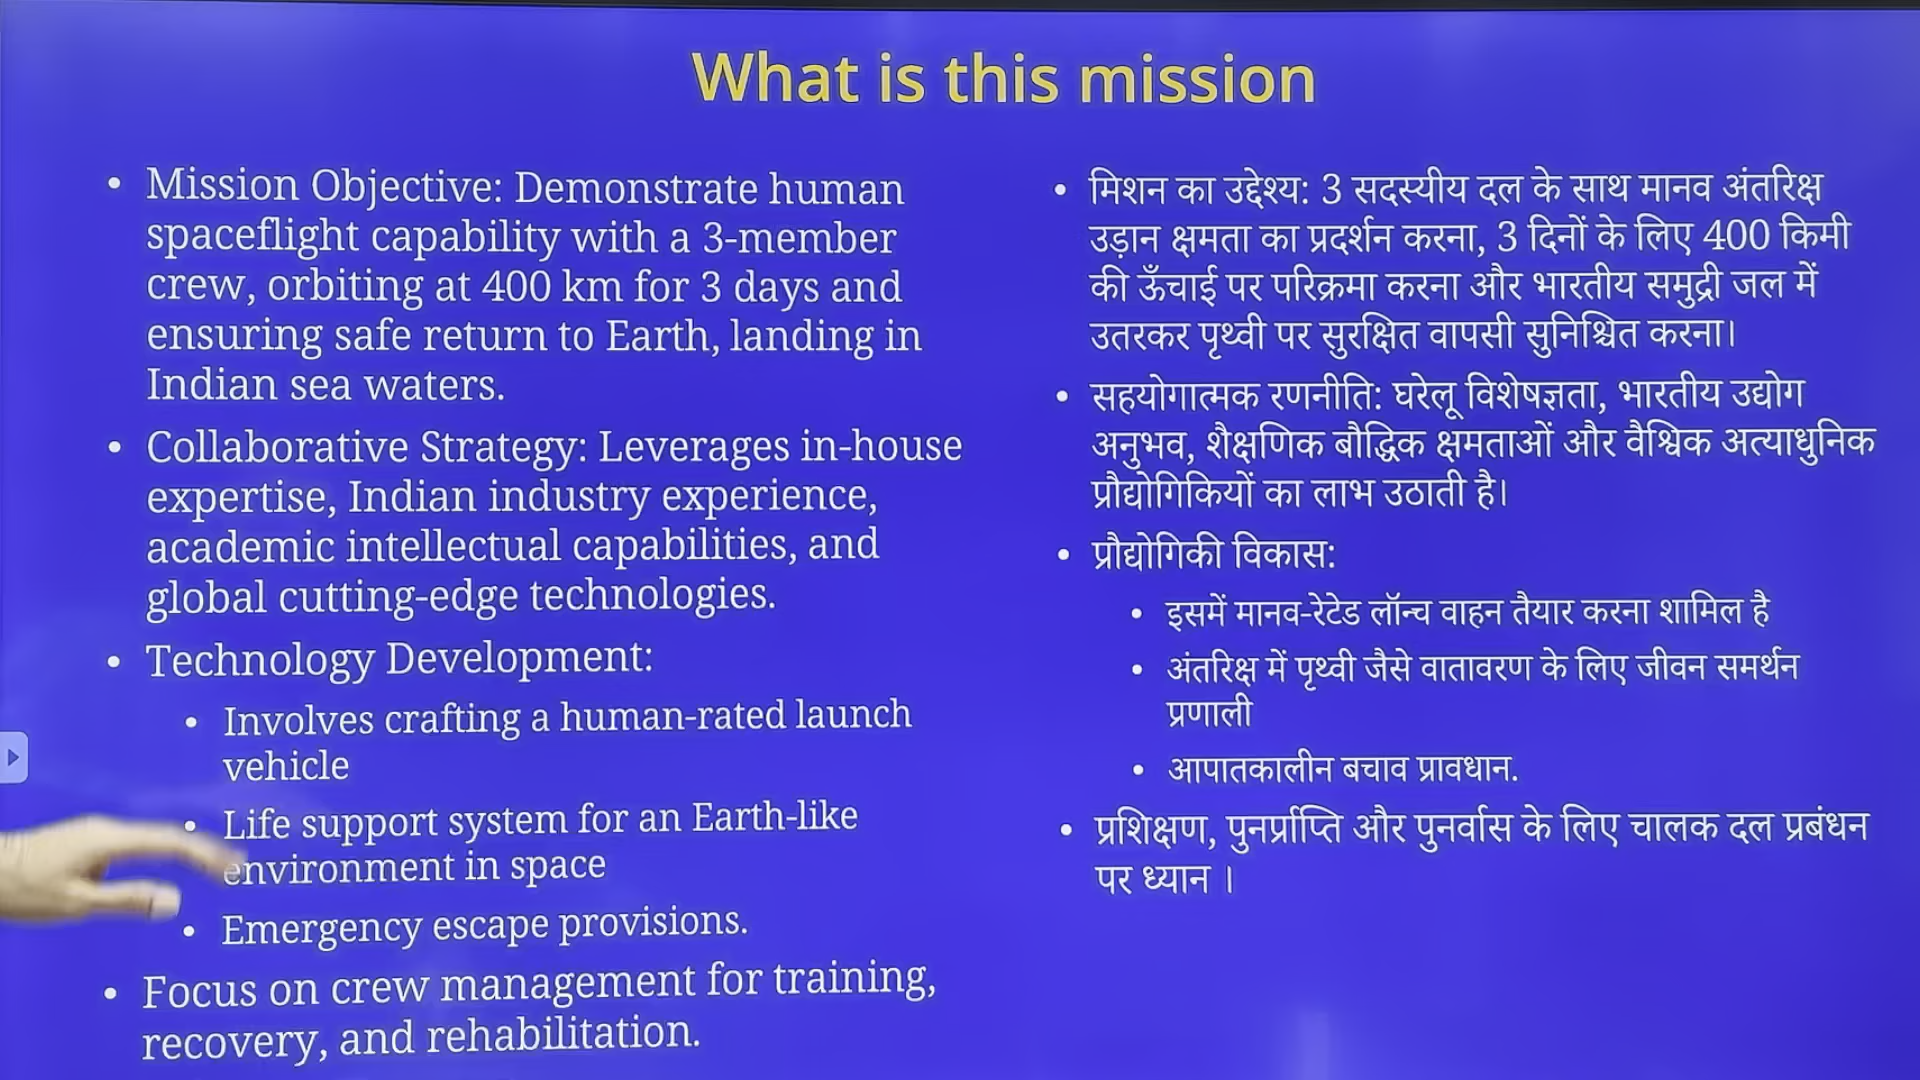 What is this mission
• Mission Objective: Demonstrate human
spaceflight capability with a 3-member
crew, orbiting at 400 km for 3 days and
ensuring safe return to Earth, landing in
Indian sea waters.
• Collaborative Strategy: Leverages in-house
expertise, Indian industry experience,
academic intellectual capabilities, and
global cutting-edge technologies.
• Technology Development:
• Involves crafting a human-rated launch
vehicle
• Life support system for an Earth-like
environment in space
• Emergency escape provisions.
• Focus on crew management for training,
recovery, and rehabilitation.
• मिशन का उद्देश्य: 3 सदस्यीय दल के साथ मानव अंतरिक्ष
उड़ान क्षमता का प्रदर्शन करना, 3 दिनों के लिए 400 किमी
की ऊँचाई पर परिक्रमा करना और भारतीय समुद्री जल में
उतरकर पृथ्वी पर सुरक्षित वापसी सुनिश्चित करना।
• सहयोगात्मक रणनीति: घरेलू विशेषज्ञता, भारतीय उद्योग
अनुभव, शैक्षणिक बौद्धिक क्षमताओं और वैश्विक अत्याधुनिक
प्रौद्योगिकियों का लाभ उठाती है।
• प्रौद्योगिकी विकास:
• इसमें मानव-रेटेड लॉन्च वाहन तैयार करना शामिल है
• अंतरिक्ष में पृथ्वी जैसे वातावरण के लिए जीवन समर्थन
प्रणाली
• आपातकालीन बचाव प्रावधान.
• प्रशिक्षण, पुनर्प्राप्ति और पुनर्वास के लिए चालक दल प्रबंधन
पर ध्यान ।